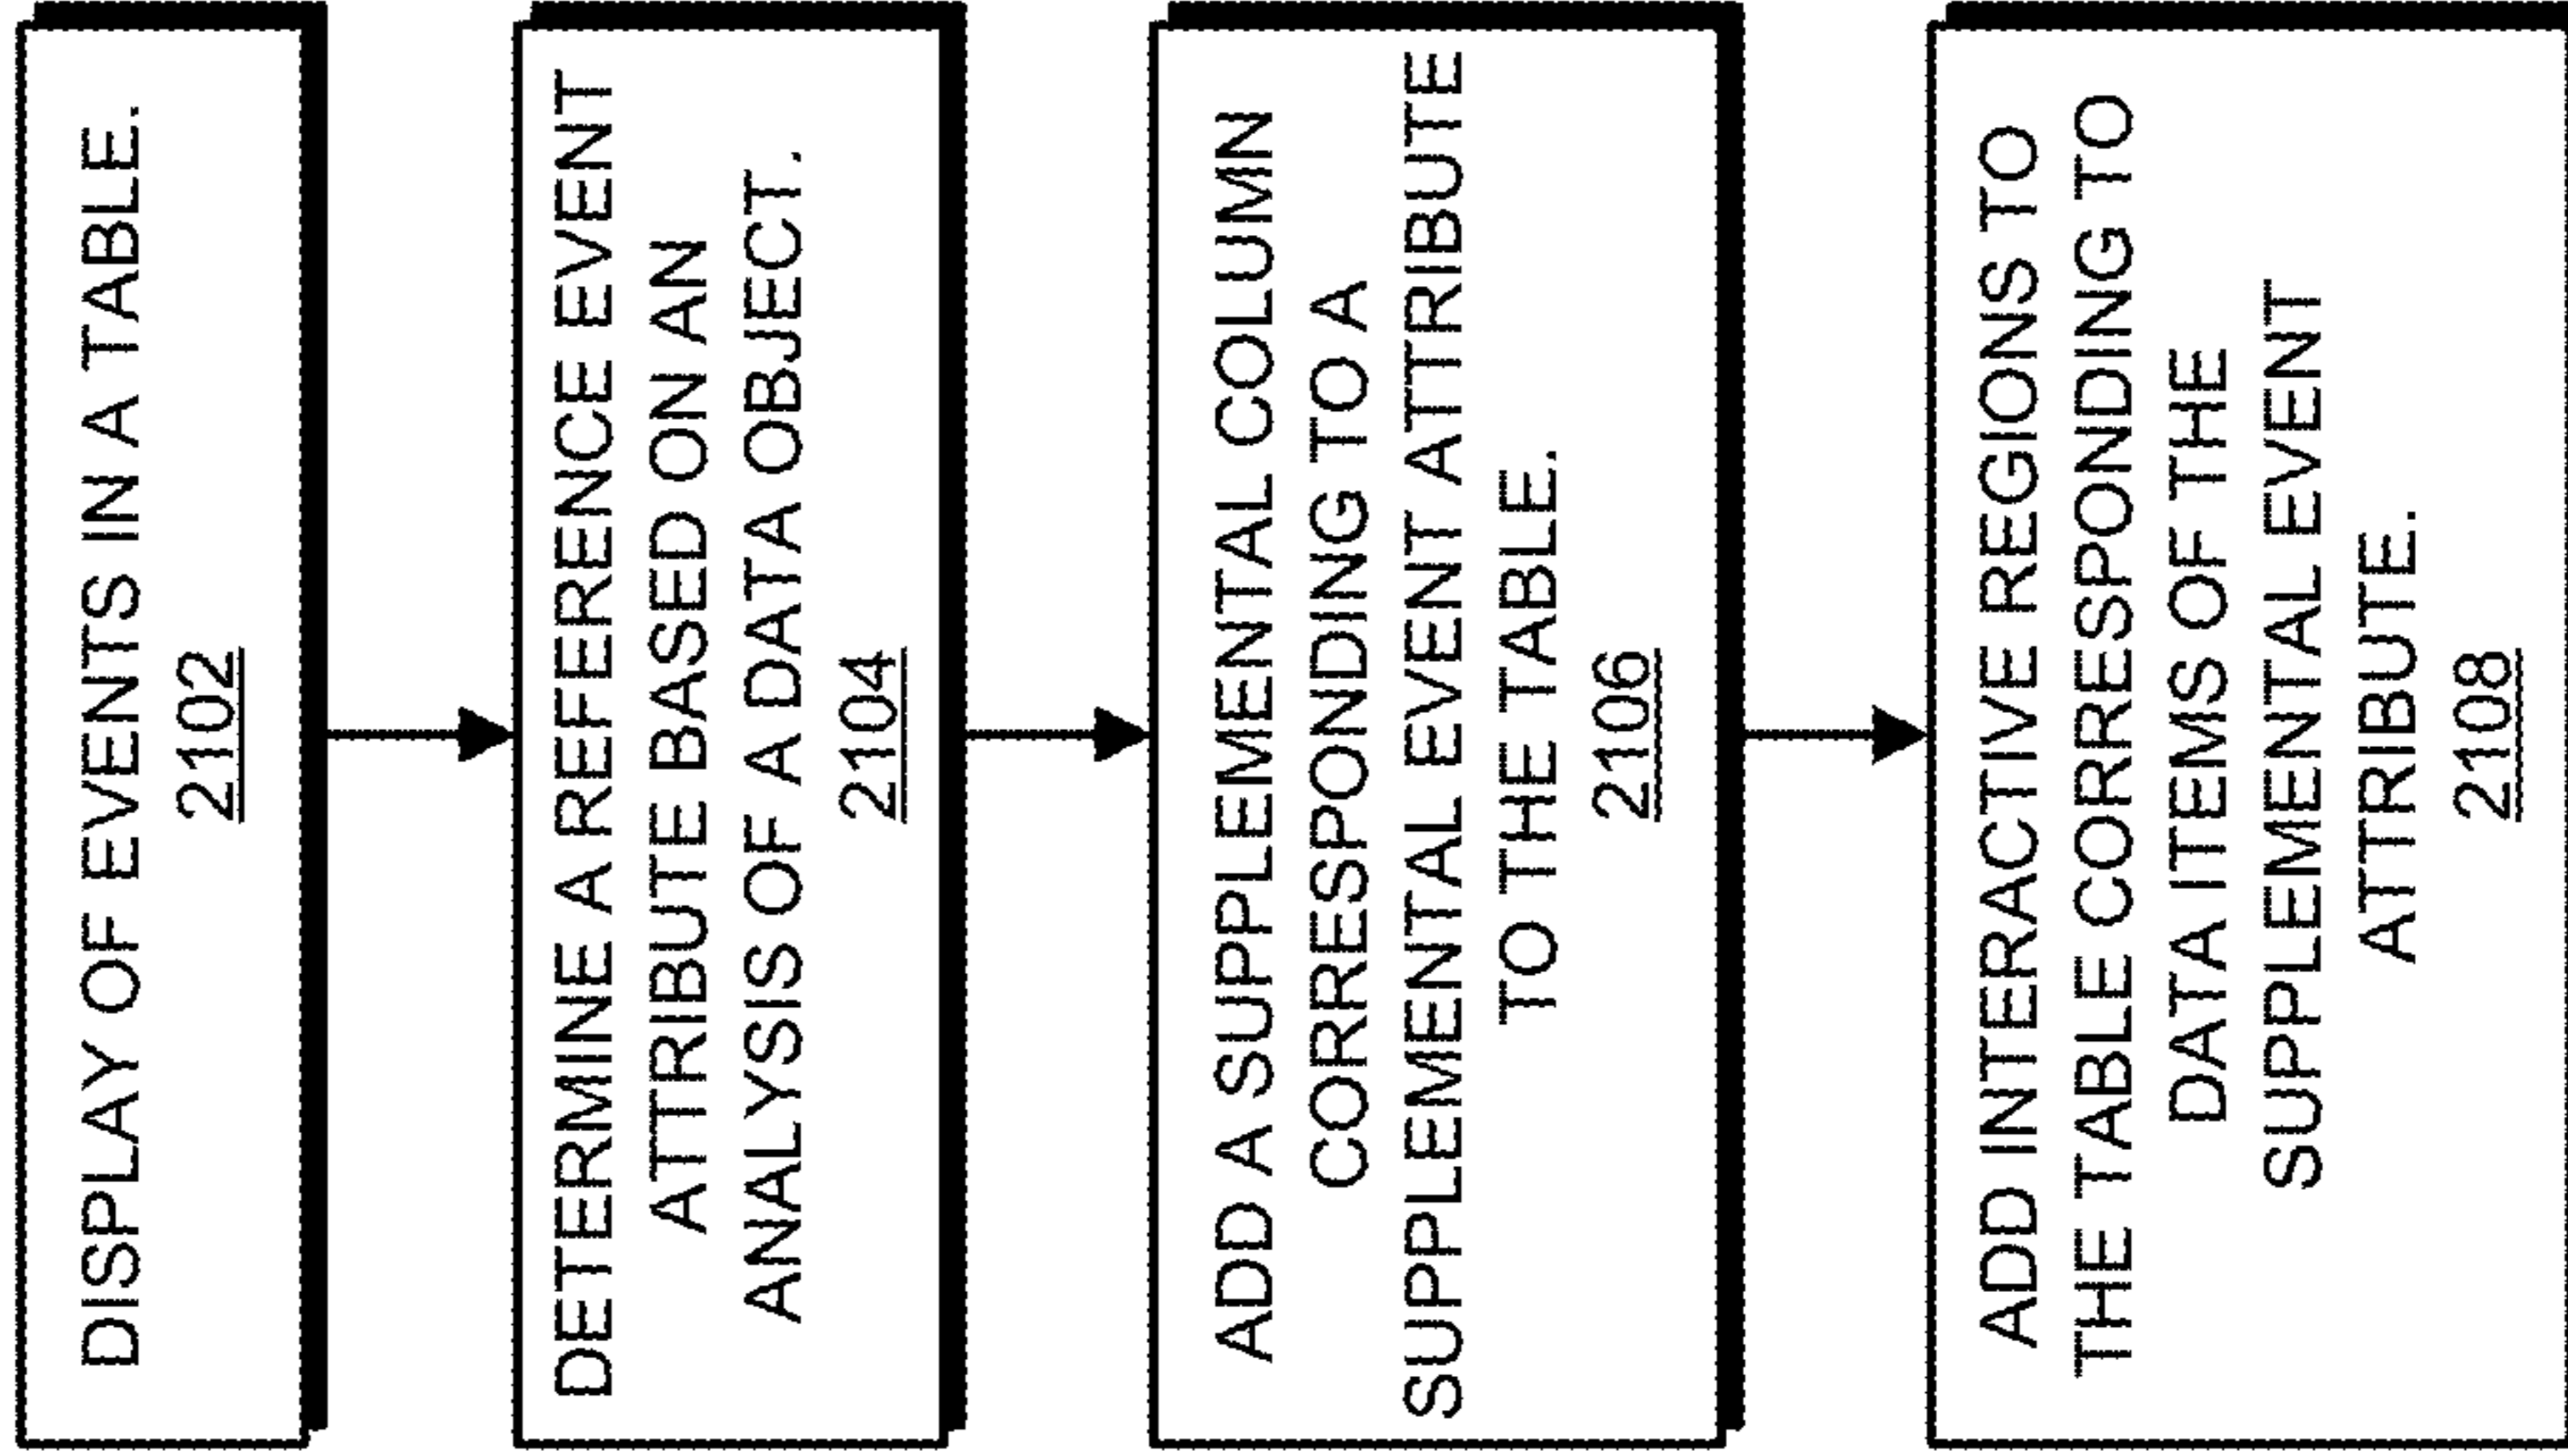 DISPLAY OF EVENTS IN A TABLE.
2102
DETERMINE A REFERENCE EVENT
ATTRIBUTE BASED ON AN
ANALYSIS OF A DATA OBJECT.
2104
ADD A SUPPLEMENTAL COLUMN
CORRESPONDING TO A
SUPPLEMENTAL EVENT ATTRIBUTE
TO THE TABLE.
2106
ADD INTERACTIVE REGIONS TO
THE TABLE CORRESPONDING TO
DATA ITEMS OF THE
SUPPLEMENTAL EVENT
ATTRIBUTE.
2108